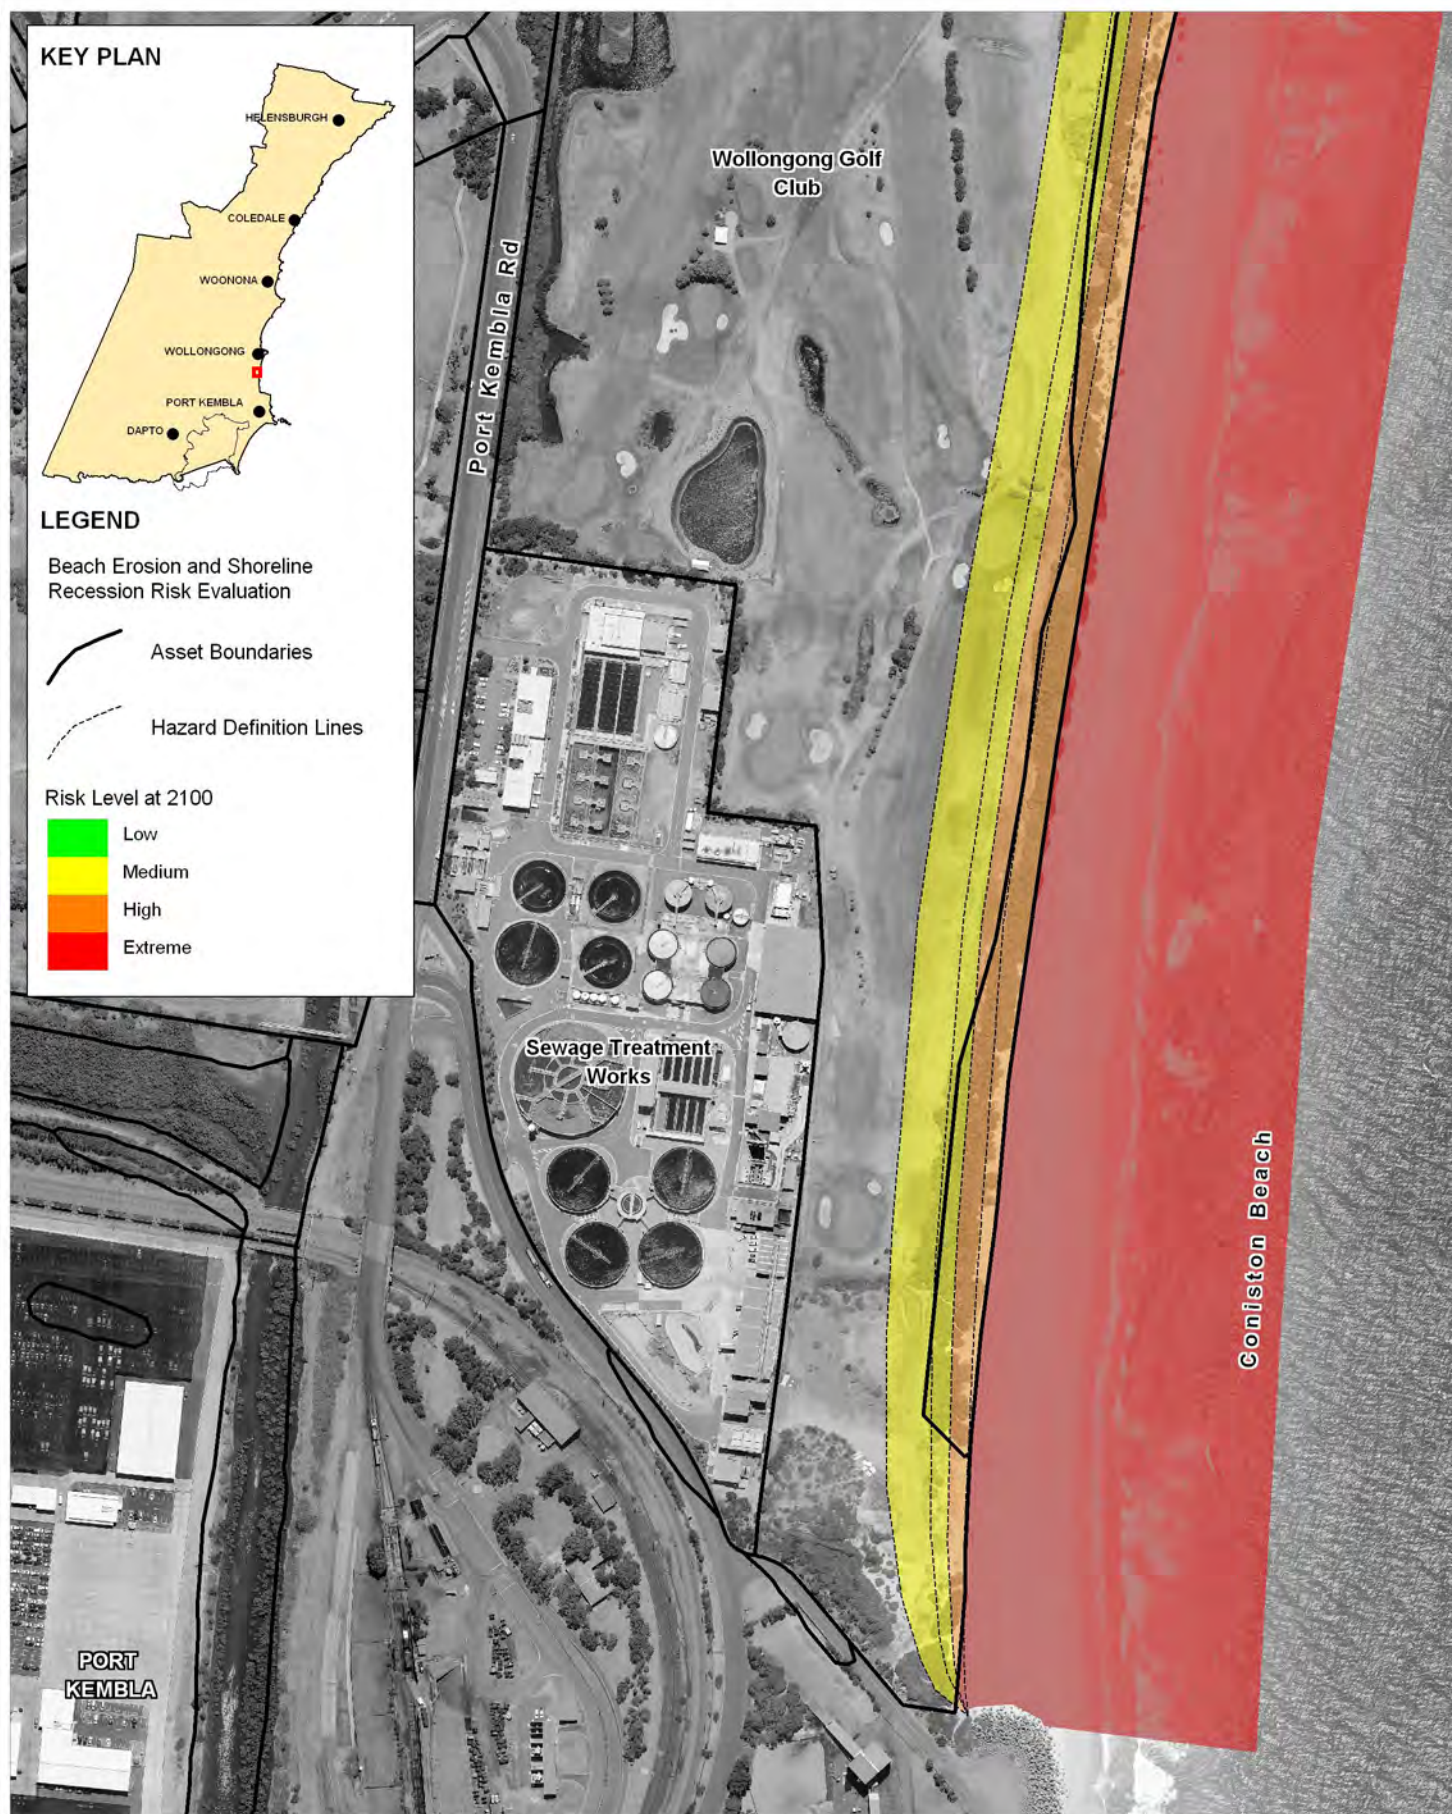 KEY PLAN
HELENSBURGH
COLEDALE
WOONONA
WOLLONGONG
PORT KEMBLA
DAPTO
LEGEND
Beach Erosion and Shoreline
Recession Risk Evaluation
Asset Boundaries
Hazard Definition Lines
Risk Level at 2100
Low
Medium
High
Extreme
Wollongong Golf
Club
Port Kembla Rd
Sewage Treatment
Works
Coniston Beach
PORT
KEMBLA